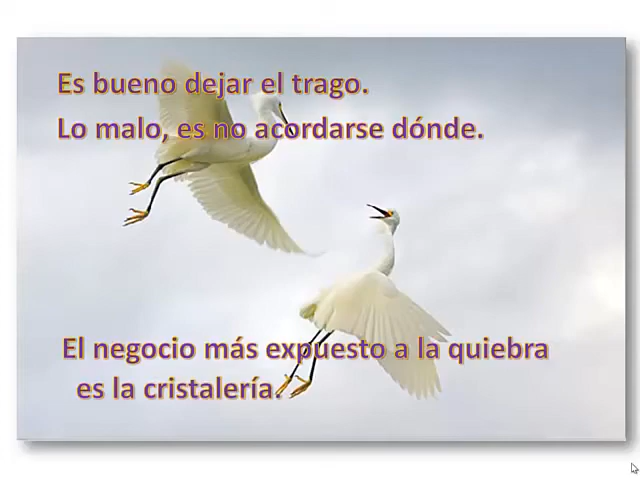 Es bueno dejar el trago.
Lo malo, es no acordarse dónde.
El negocio más expuesto a la quiebra
es la cristalería.